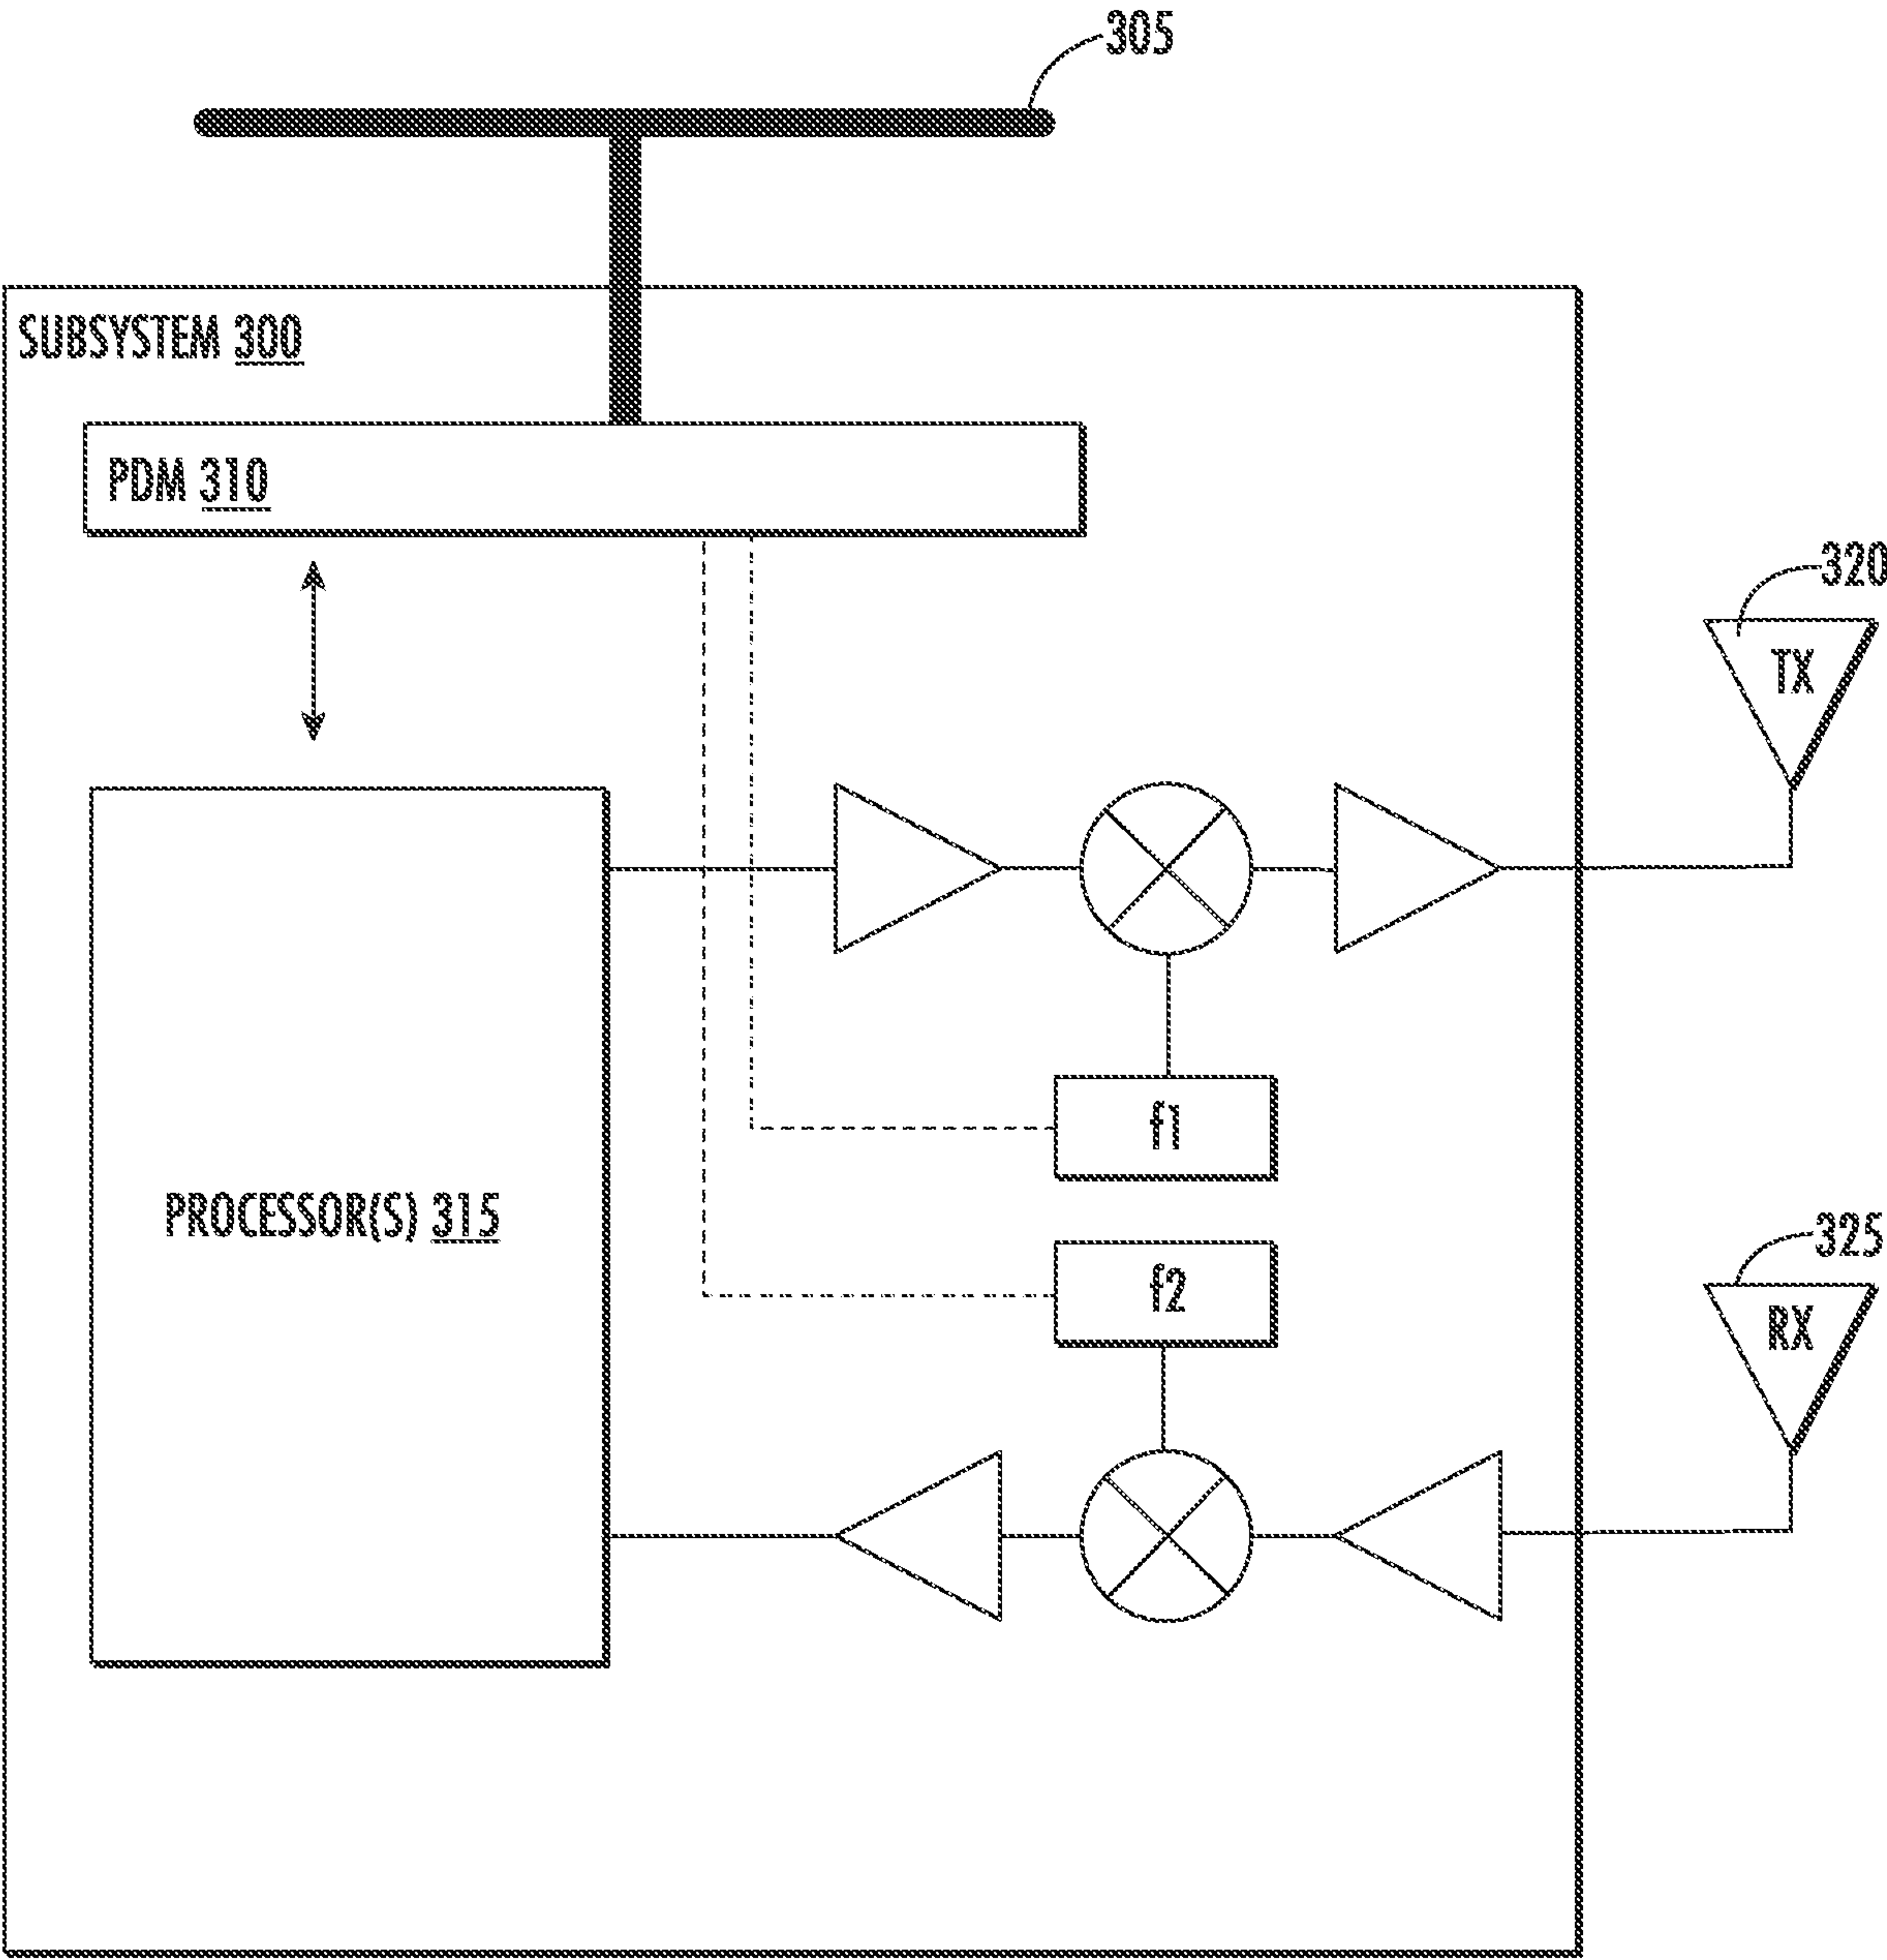 305
SUBSYSTEM 300
PDM 310
320
TX
f1
PROCESSOR(S) 315
f2
325
RX